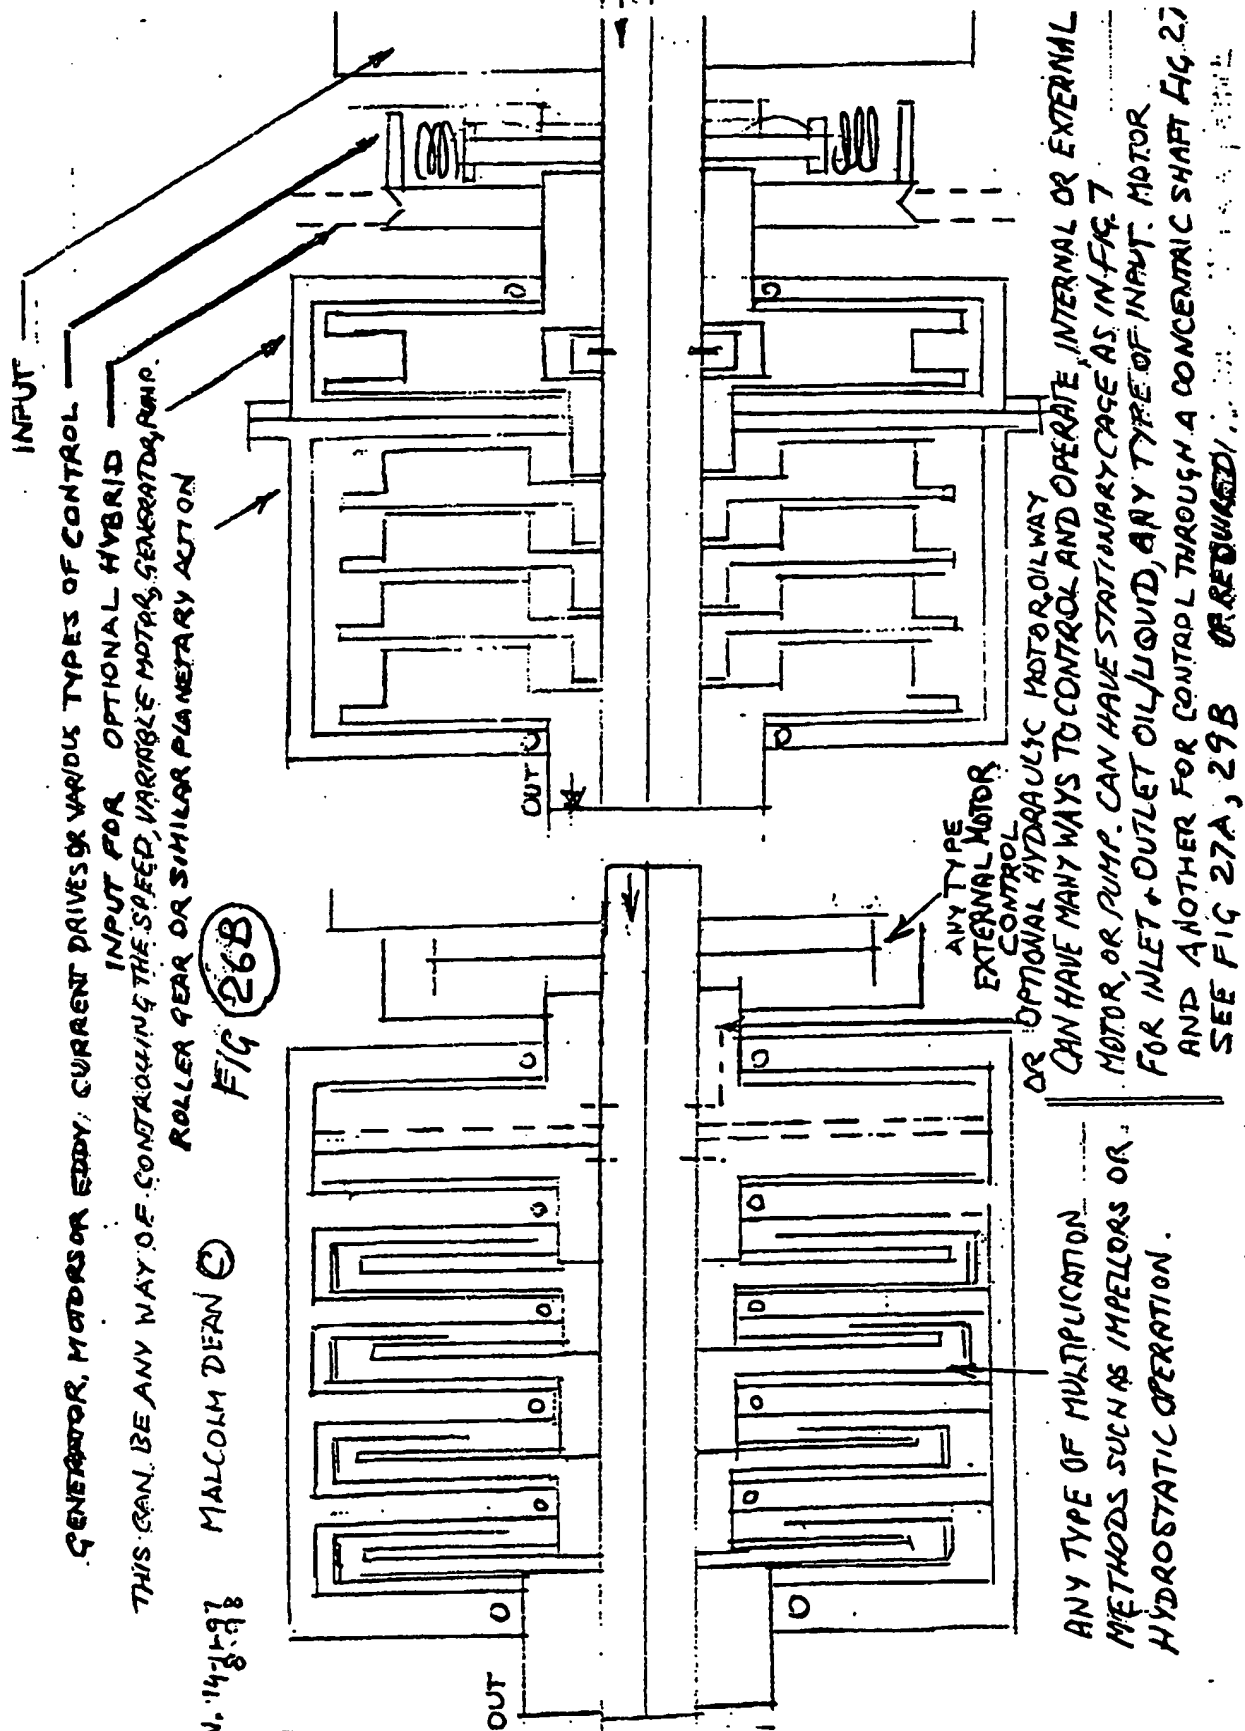 INPUT
GENERATOR, MOTORS OR EDDY, CURRENT DRIVES OR VARIOUS TYPES OF CONTROL
INPUT FOR OPTIONAL HYBRID
THIS CAN BE ANY WAY OF CONTROLLING THE SPEED, VARIABLE MOTOR, GENERATOR, PUMP.
ROLLER GEAR OR SIMILAR PLANETARY ACTION
FIG 26B
MALCOLM DEAN ©
OUT
OUT
ANY TYPE
EXTERNAL MOTOR
CONTROL
OR OPTIONAL HYDRAULIC MOTOR, OILWAY
CAN HAVE MANY WAYS TO CONTROL AND OPERATE, INTERNAL OR EXTERNAL
MOTOR, OR PUMP. CAN HAVE STATIONARY CAGE AS IN FIG. 7
FOR INLET + OUTLET OIL/LIQUID, ANY TYPE OF INPUT. MOTOR
AND ANOTHER FOR CONTROL THROUGH A CONCENTRIC SHAFT FIG 27
SEE FIG 27A, 29B OR REQUIRED/..
ANY TYPE OF MULTIPLICATION
METHODS SUCH AS IMPELLORS OR
HYDROSTATIC OPERATION.